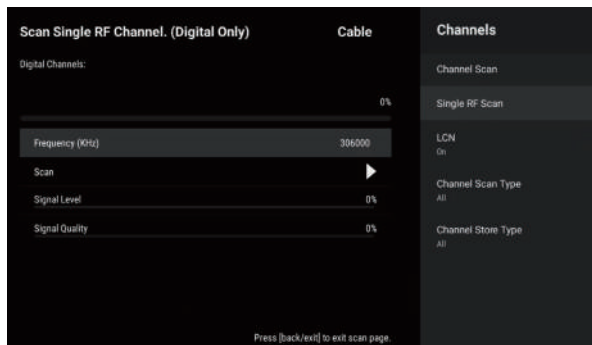 Scan Single RF Channel. (Digital Only) Cable
Digital Channels:
0%
Frequency (KHz) 306000
Scan
Signal Level 0%
Signal Quality 0%
Press [back/exit] to exit scan page.
Channels
Channel Scan
Single RF Scan
LCN
On
Channel Scan Type
All
Channel Store Type
All